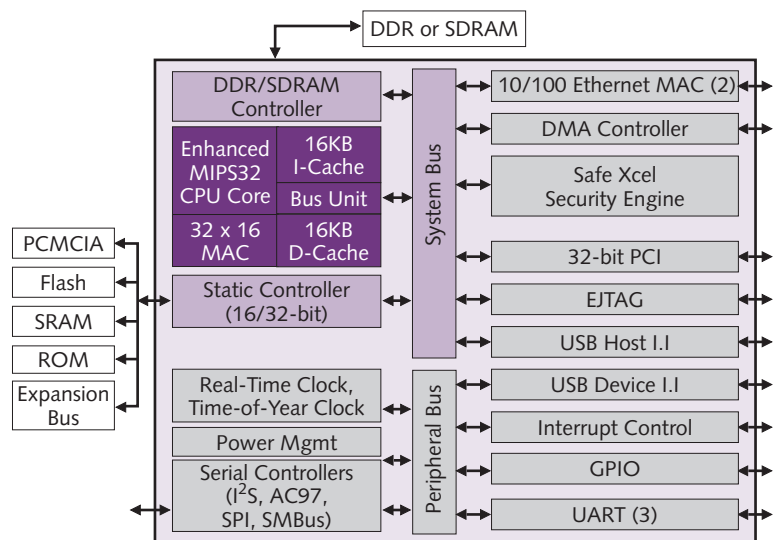 DDR or SDRAM
DDR/SDRAM
Controller
Enhanced
MIPS32
CPU Core
16KB
I-Cache
Bus Unit
32 x 16
MAC
16KB
D-Cache
Static Controller
(16/32-bit)
System Bus
10/100 Ethernet MAC (2)
DMA Controller
Safe Xcel
Security Engine
32-bit PCI
EJTAG
USB Host I.I
PCMCIA
Flash
SRAM
ROM
Expansion
Bus
Real-Time Clock,
Time-of-Year Clock
Power Mgmt
Serial Controllers
(I²S, AC97,
SPI, SMBus)
Peripheral Bus
USB Device I.I
Interrupt Control
GPIO
UART (3)